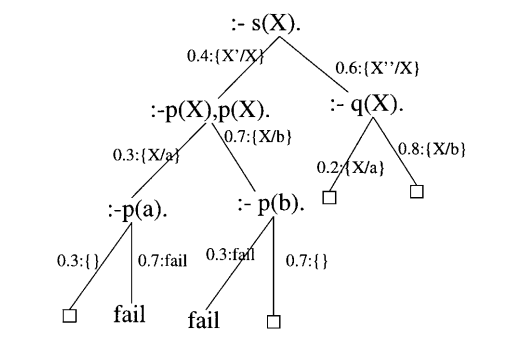 :- s(X).
0.4:{X'/X}
0.6:{X''/X}
:-p(X),p(X).
:- q(X).
0.3:{X/a}
0.7:{X/b}
0.2:{X/a}
0.8:{X/b}
:-p(a).
:- p(b).
0.3:{}
0.7:fail
0.3:fail
0.7:{}
fail
fail